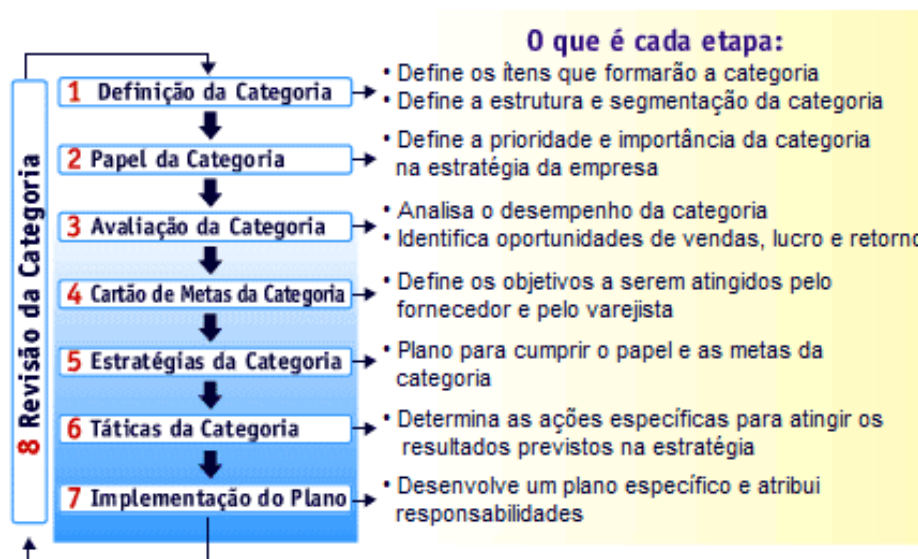 O que é cada etapa:
8 Revisão da Categoria
1 Definição da Categoria
• Define os ítens que formarão a categoria
• Define a estrutura e segmentação da categoria
2 Papel da Categoria
• Define a prioridade e importância da categoria
na estratégia da empresa
3 Avaliação da Categoria
• Analisa o desempenho da categoria
• Identifica oportunidades de vendas, lucro e retorno
4 Cartão de Metas da Categoria
• Define os objetivos a serem atingidos pelo
fornecedor e pelo varejista
5 Estratégias da Categoria
• Plano para cumprir o papel e as metas da
categoria
6 Táticas da Categoria
• Determina as ações específicas para atingir os
resultados previstos na estratégia
7 Implementação do Plano
• Desenvolve um plano específico e atribui
responsabilidades